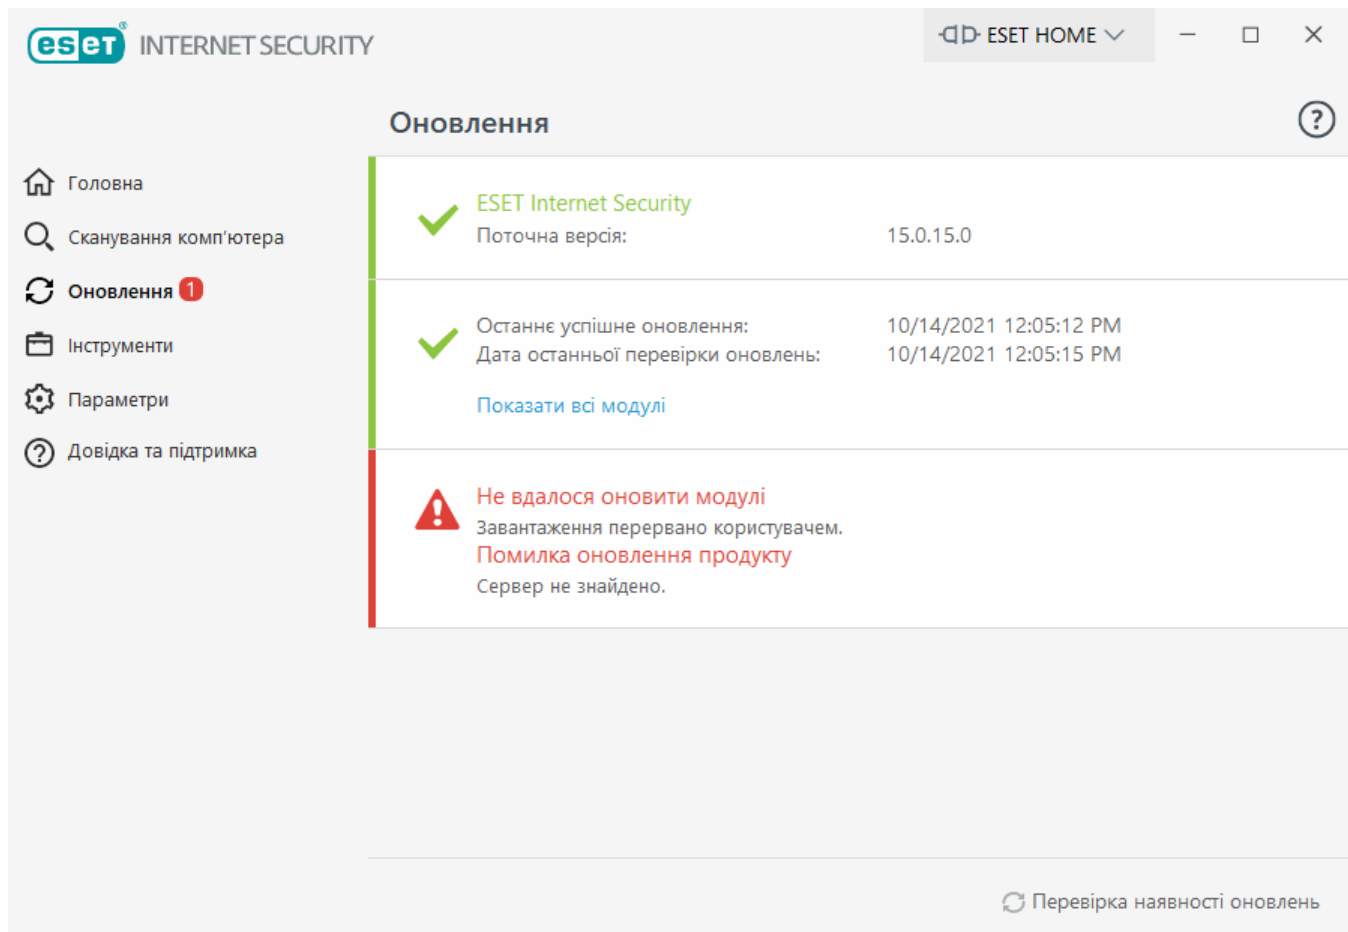 eset® INTERNET SECURITY
ESET HOME
Оновлення
?
Головна
Сканування комп'ютера
Оновлення 1
Інструменти
Параметри
Довідка та підтримка
ESET Internet Security
Поточна версія: 15.0.15.0
Останнє успішне оновлення: 10/14/2021 12:05:12 PM
Дата останньої перевірки оновлень: 10/14/2021 12:05:15 PM
Показати всі модулі
Не вдалося оновити модулі
Завантаження перервано користувачем.
Помилка оновлення продукту
Сервер не знайдено.
Перевірка наявності оновлень